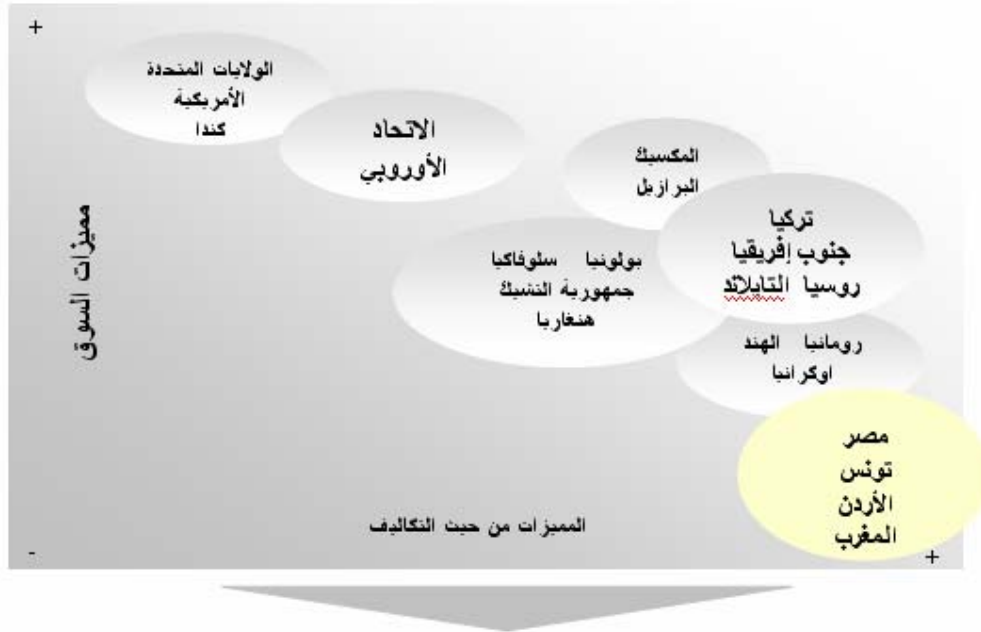 +
الولايات المتحدة
الأمريكية
كندا
الاتحاد
الأوروبي
المكسيك
البرازيل
تركيا
جنوب إفريقيا
روسيا التايلاند
بولونيا سلوفاكيا
جمهورية التشيك
هنغاريا
رومانيا الهند
اوكرانيا
مصر
تونس
الأردن
المغرب
مميزات السوق
المميزات من حيث التكاليف
-
+